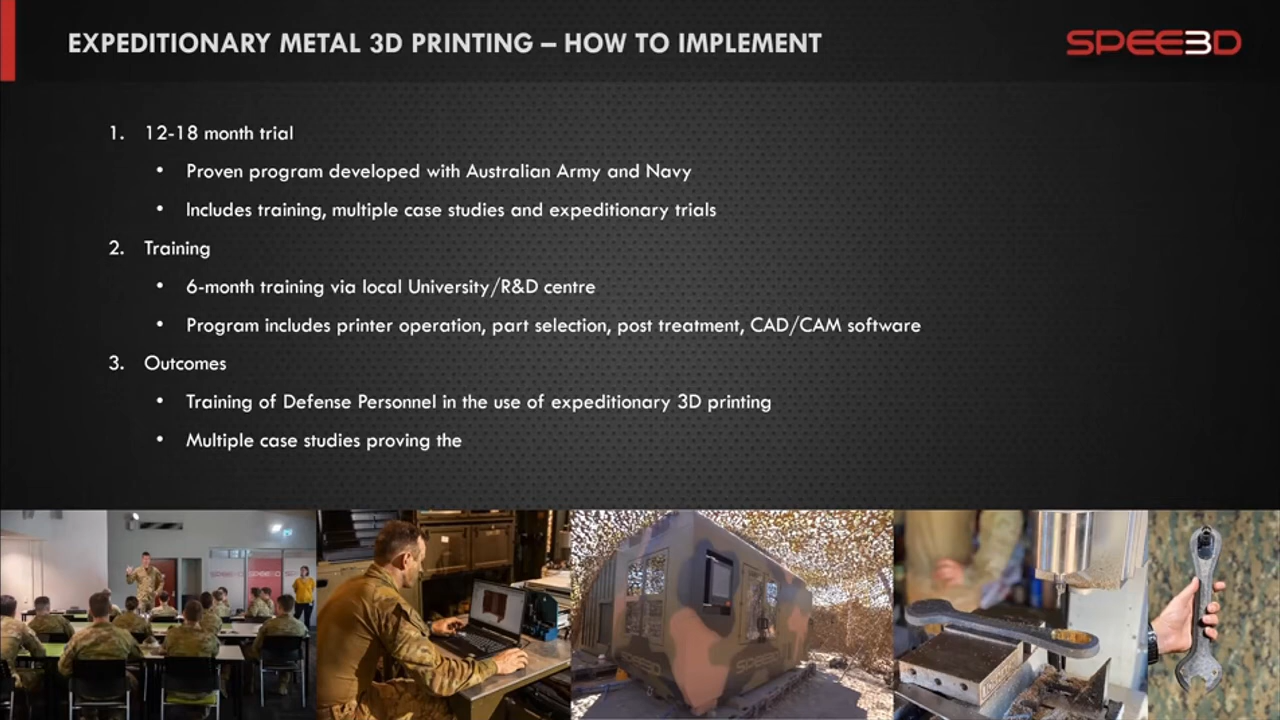 EXPEDITIONARY METAL 3D PRINTING – HOW TO IMPLEMENT
SPEE3D
1. 12-18 month trial
• Proven program developed with Australian Army and Navy
• Includes training, multiple case studies and expeditionary trials
2. Training
• 6-month training via local University/R&D centre
• Program includes printer operation, part selection, post treatment, CAD/CAM software
3. Outcomes
• Training of Defense Personnel in the use of expeditionary 3D printing
• Multiple case studies proving the
SPEE3D
SPEE3D